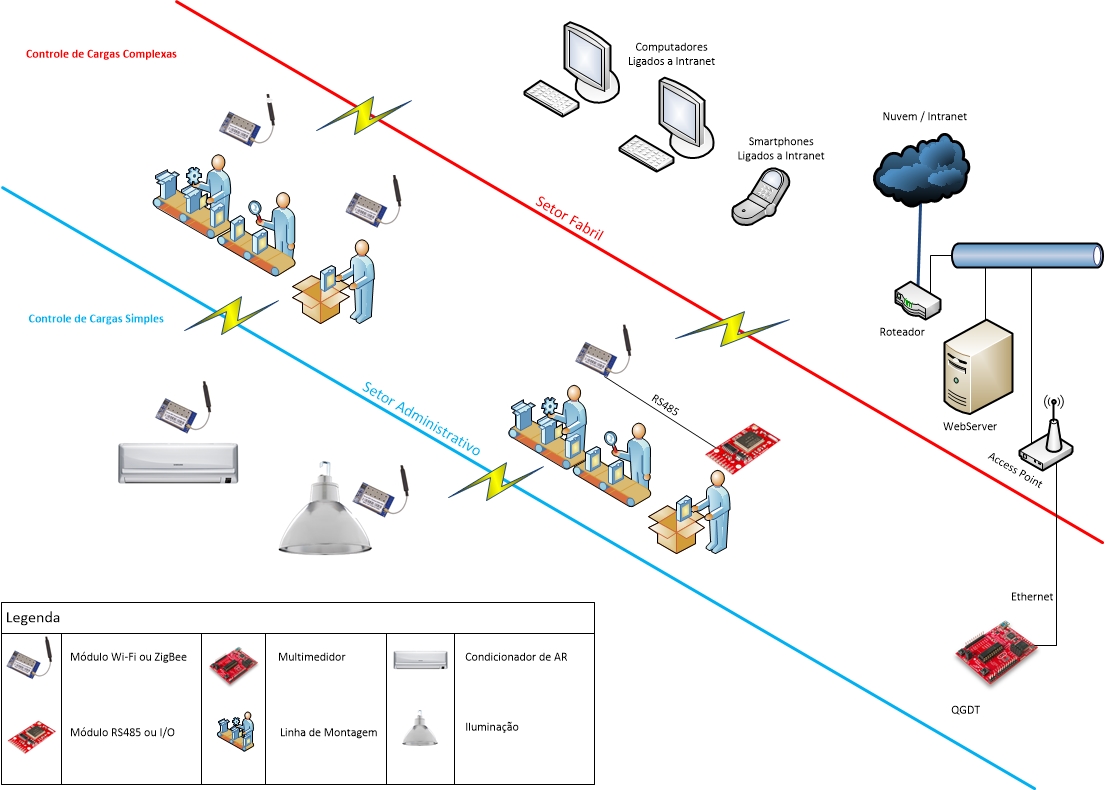 Controle de Cargas Complexas
Computadores
Ligados a Intranet
Smartphones
Ligados a Intranet
Nuvem / Intranet
Setor Fabril
Roteador
WebServer
Access Point
Controle de Cargas Simples
Setor Administrativo
RS485
Ethernet
QGDT
Legenda
Módulo Wi-Fi ou ZigBee
Multimedidor
Condicionador de AR
Módulo RS485 ou I/O
Linha de Montagem
Iluminação